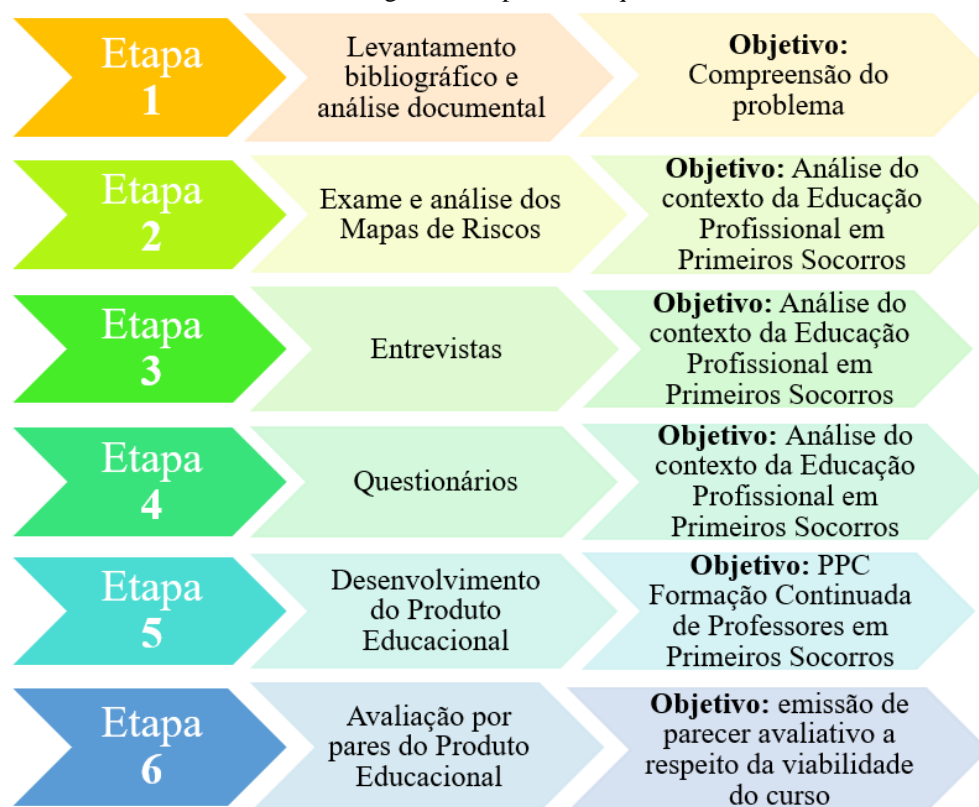 Etapa
1
Levantamento
bibliográfico e
análise documental
Objetivo:
Compreensão do
problema
Etapa
2
Exame e análise dos
Mapas de Riscos
Objetivo: Análise do
contexto da Educação
Profissional em
Primeiros Socorros
Etapa
3
Entrevistas
Objetivo: Análise do
contexto da Educação
Profissional em
Primeiros Socorros
Etapa
4
Questionários
Objetivo: Análise do
contexto da Educação
Profissional em
Primeiros Socorros
Etapa
5
Desenvolvimento
do Produto
Educacional
Objetivo: PPC
Formação Continuada
de Professores em
Primeiros Socorros
Etapa
6
Avaliação por
pares do Produto
Educacional
Objetivo: emissão de
parecer avaliativo a
respeito da viabilidade
do curso